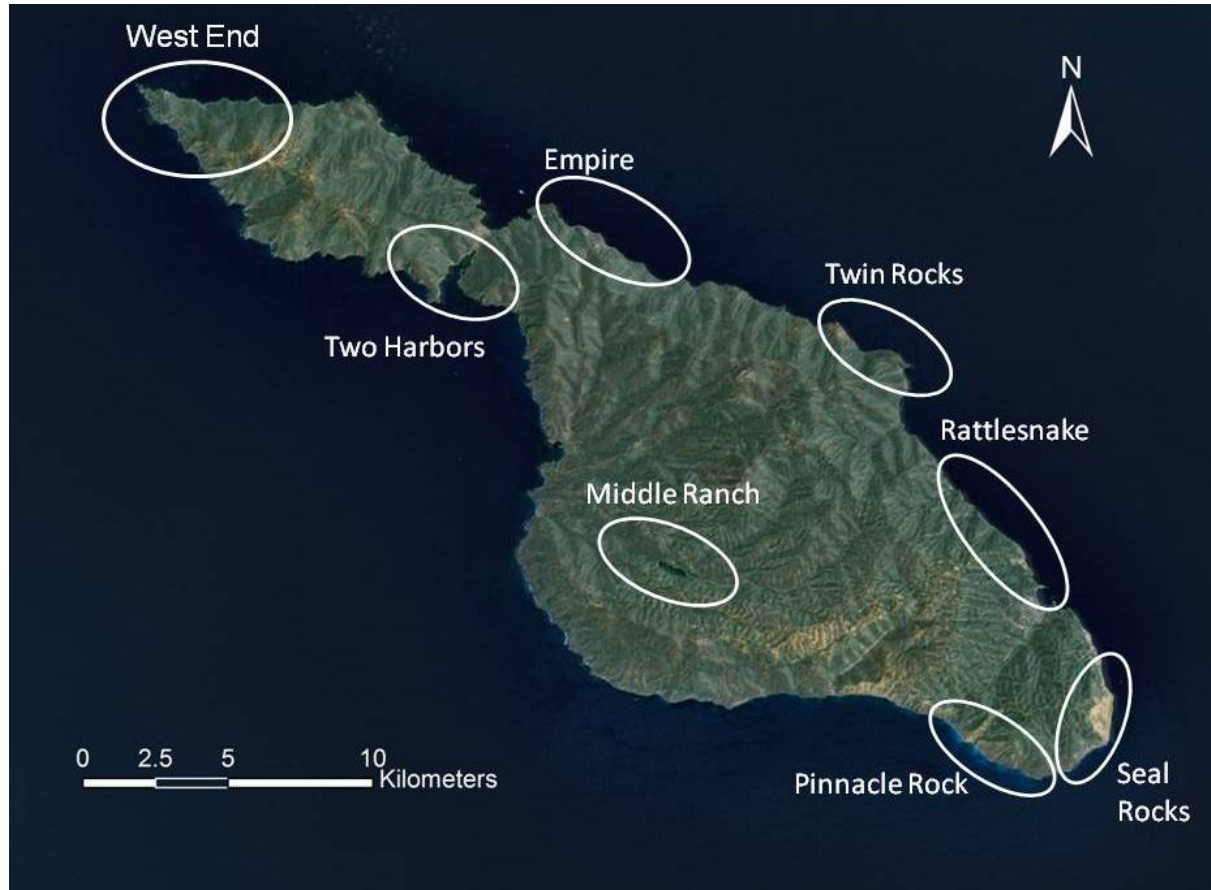 West End
N
Empire
Twin Rocks
Two Harbors
Rattlesnake
Middle Ranch
0 2.5 5 10
Kilometers
Pinnacle Rock
Seal
Rocks